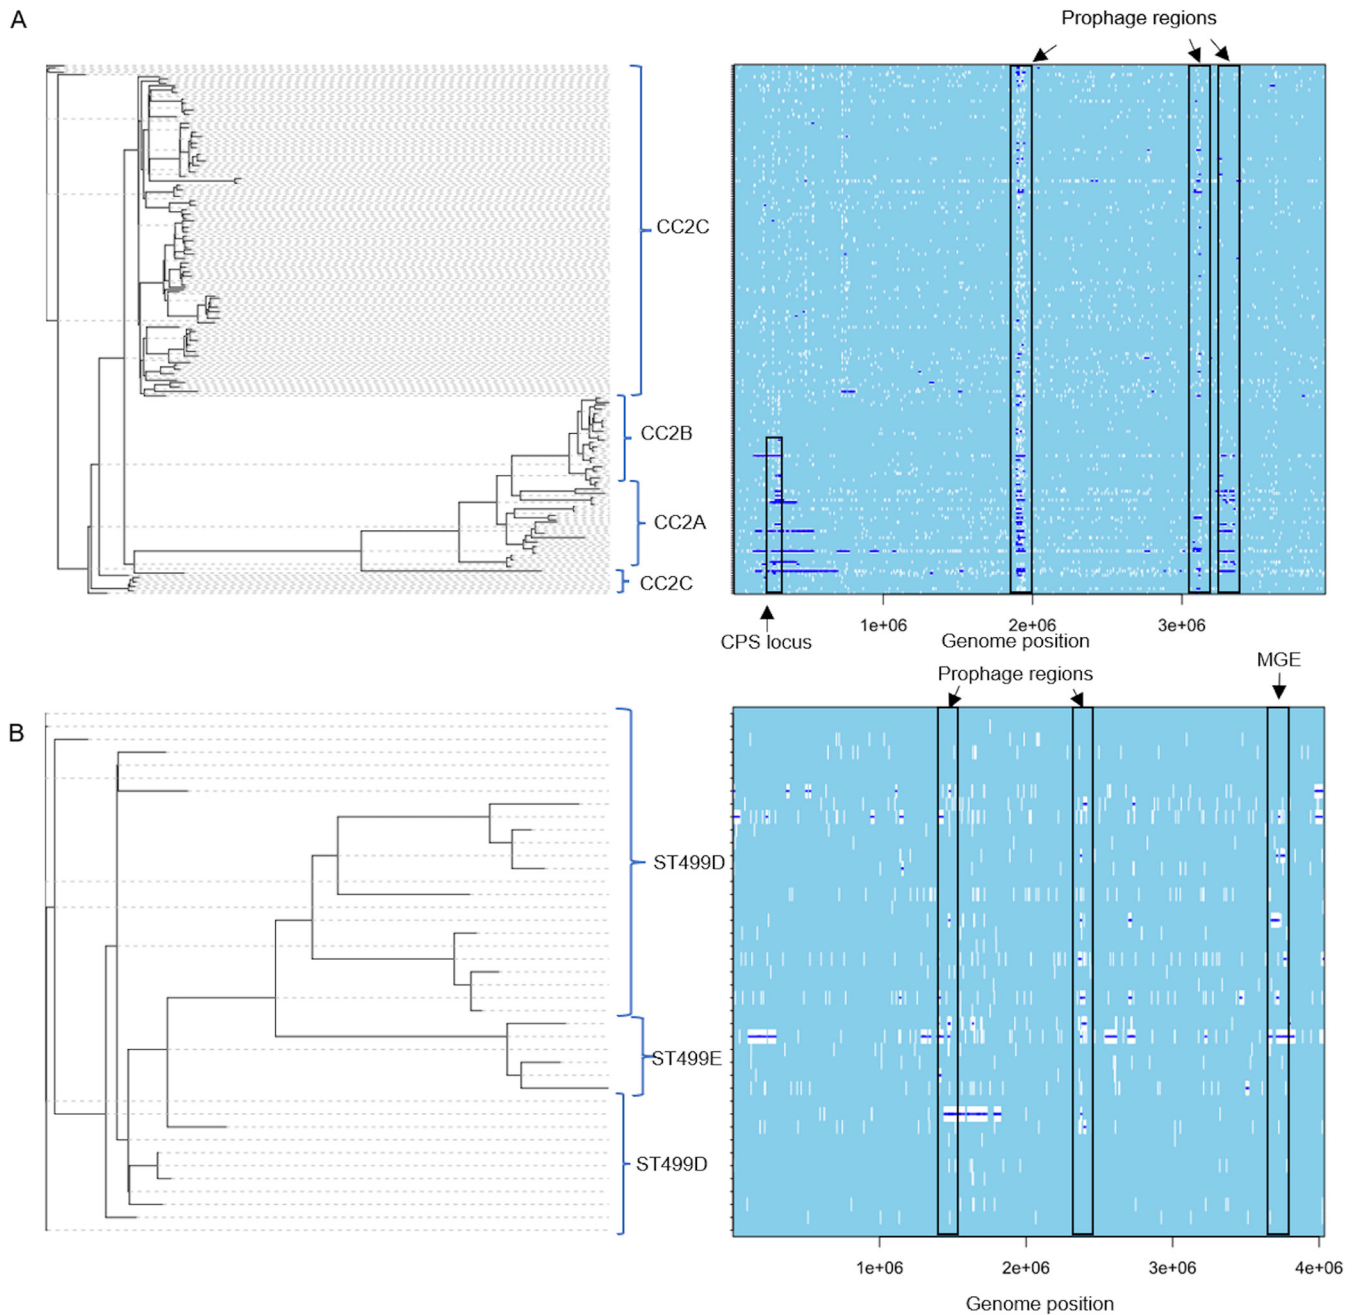 A
Prophage regions
CC2C
CC2B
CC2A
CC2C
1e+06
2e+06
3e+06
CPS locus
Genome position
B
Prophage regions
MGE
ST499D
ST499E
ST499D
1e+06
2e+06
3e+06
4e+06
Genome position